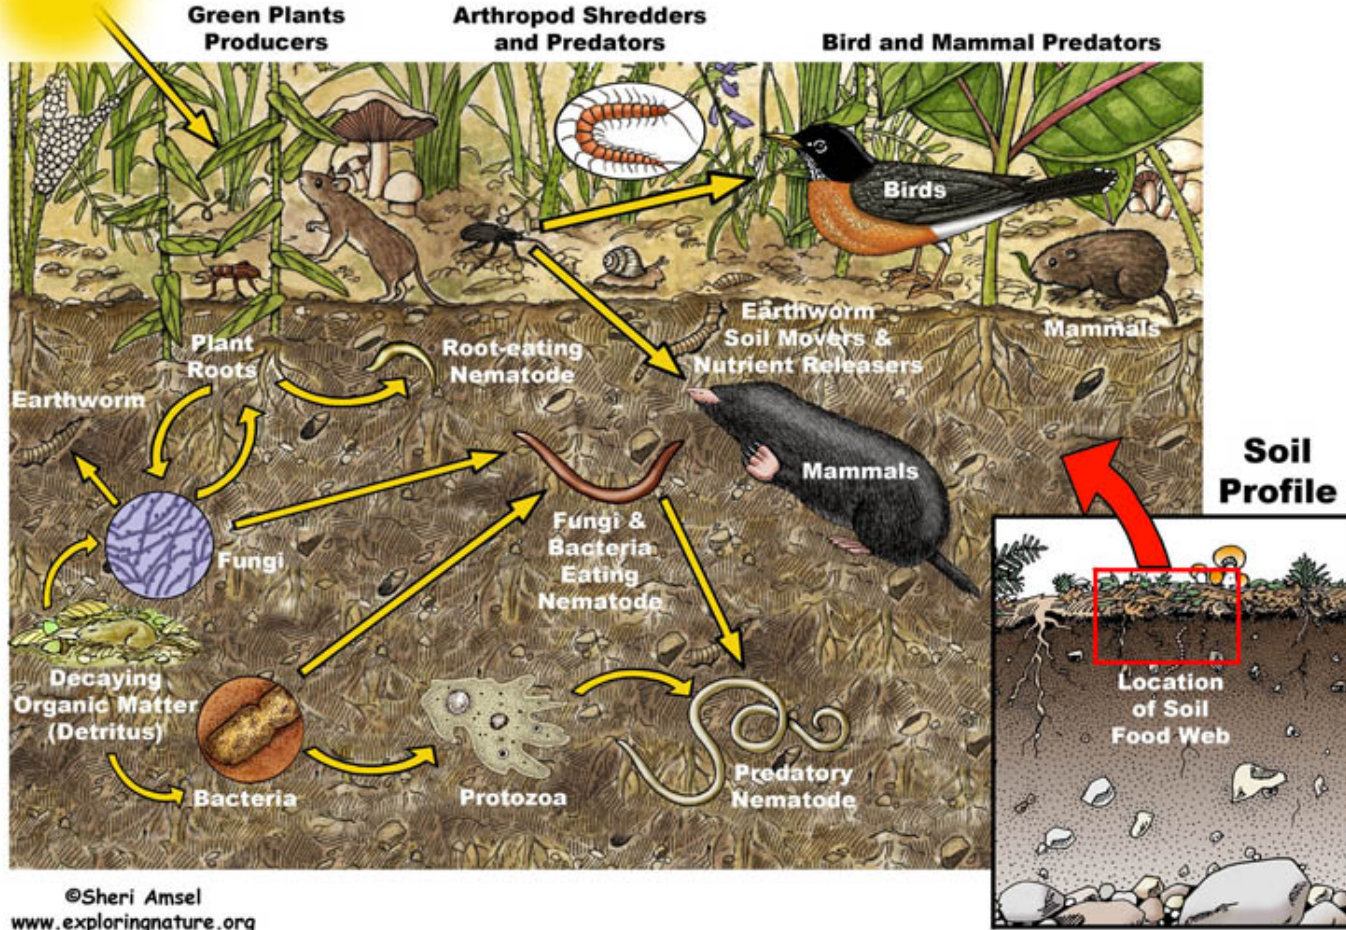 Green Plants
Producers
Arthropod Shredders
and Predators
Bird and Mammal Predators
Birds
Mammals
Earthworm
Soil Movers &
Nutrient Releasers
Plant
Roots
Root-eating
Nematode
Earthworm
Mammals
Fungi
Fungi &
Bacteria
Eating
Nematode
Decaying
Organic Matter
(Detritus)
Bacteria
Protozoa
Predatory
Nematode
Soil
Profile
Location
of Soil
Food Web
©Sheri Amsel
www.exploringnature.org